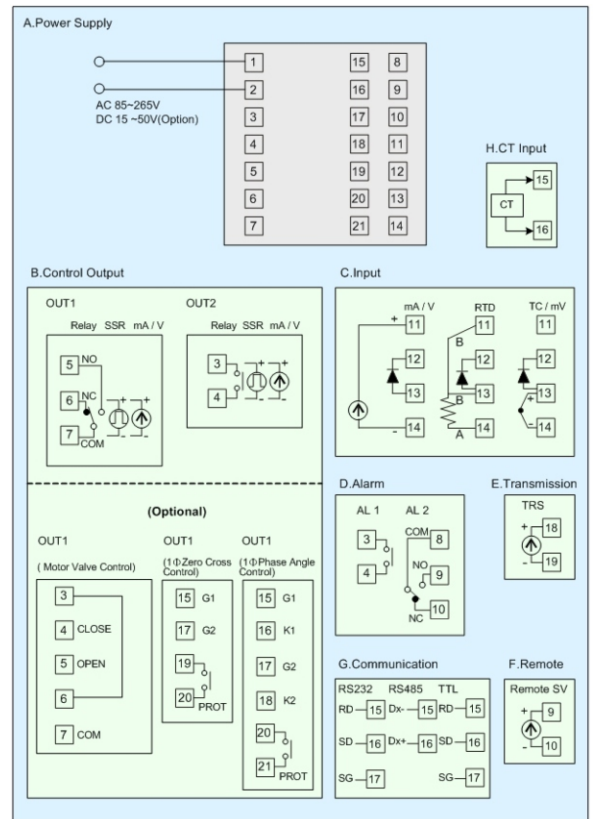 A.Power Supply
1 15 8
2 16 9
AC 85~265V
DC 15 ~50V(Option)
3 17 10
4 18 11
5 19 12
6 20 13
7 21 14
H.CT Input
CT
15
16
B.Control Output
OUT1
Relay SSR mA / V
5 NO
6 NC
7 COM
+ +
- -
OUT2
Relay SSR mA / V
3
4
+ +
- -
(Optional)
OUT1
( Motor Valve Control)
3
4 CLOSE
5 OPEN
6
7 COM
OUT1
(1ΦZero Cross
Control)
15 G1
17 G2
19
20 PROT
OUT1
(1ΦPhase Angle
Control)
15 G1
16 K1
17 G2
18 K2
20
21 PROT
C.Input
mA / V
+ 11
12
13
- 14
RTD
11
B
12
13
B
A 14
TC / mV
11
12
13
+
- 14
D.Alarm
AL 1
3
4
AL 2
COM 8
NO 9
NC 10
E.Transmission
TRS
+ 18
- 19
G.Communication
RS232 RS485 TTL
RD 15 Dx- 15 RD 15
SD 16 Dx+ 16 SD 16
SG 17 SG 17
F.Remote
Remote SV
+ 9
- 10